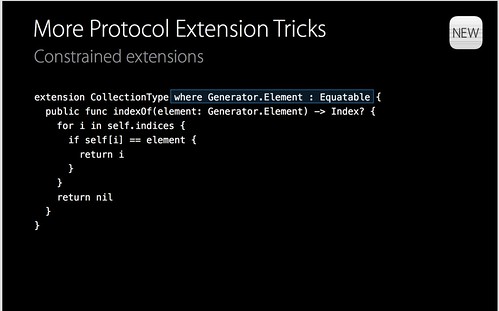 More Protocol Extension Tricks
NEW
Constrained extensions
extension CollectionType where Generator.Element : Equatable {
  public func indexOf(element: Generator.Element) -> Index? {
    for i in self.indices {
      if self[i] == element {
        return i
      }
    }
    return nil
  }
}